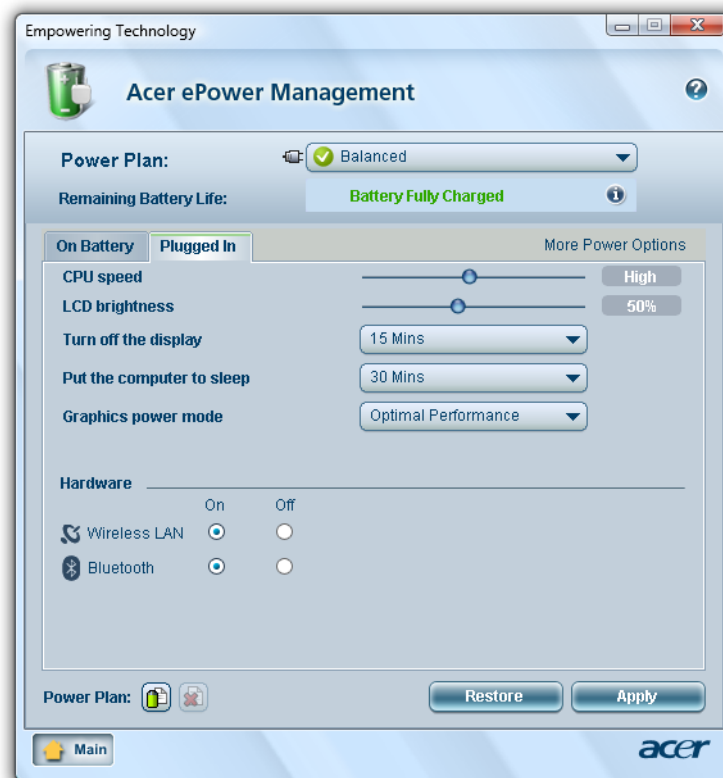 Empowering Technology
Acer ePower Management
Power Plan: Balanced
Remaining Battery Life: Battery Fully Charged
On Battery Plugged In More Power Options
CPU speed High
LCD brightness 50%
Turn off the display 15 Mins
Put the computer to sleep 30 Mins
Graphics power mode Optimal Performance
Hardware
On Off
Wireless LAN
Bluetooth
Power Plan: Restore Apply
Main acer